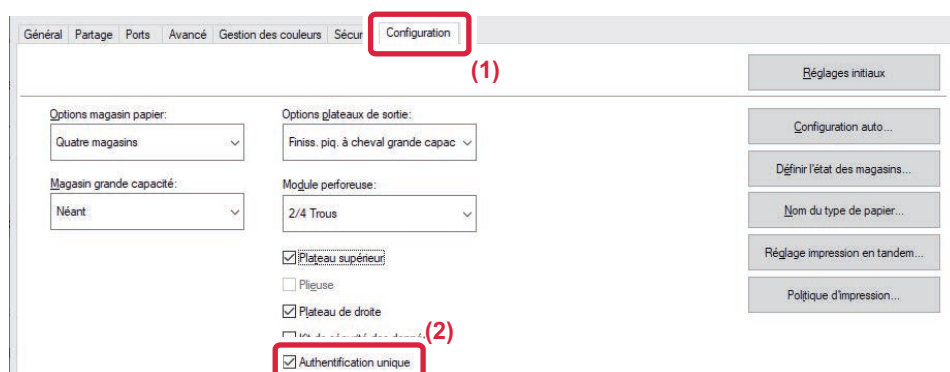 Général Partage Ports Avancé Gestion des couleurs Sécur Configuration
(1)
Réglages initiaux
Options magasin papier:
Options plateaux de sortie:
Quatre magasins
Finiss. piq. à cheval grande capac
Configuration auto...
Magasin grande capacité:
Module perforeuse:
Définir l'état des magasins...
Néant
2/4 Trous
Nom du type de papier...
Plateau supérieur
Réglage impression en tandem...
Plieuse
Politique d'impression...
Plateau de droite
(2)
Authentification unique